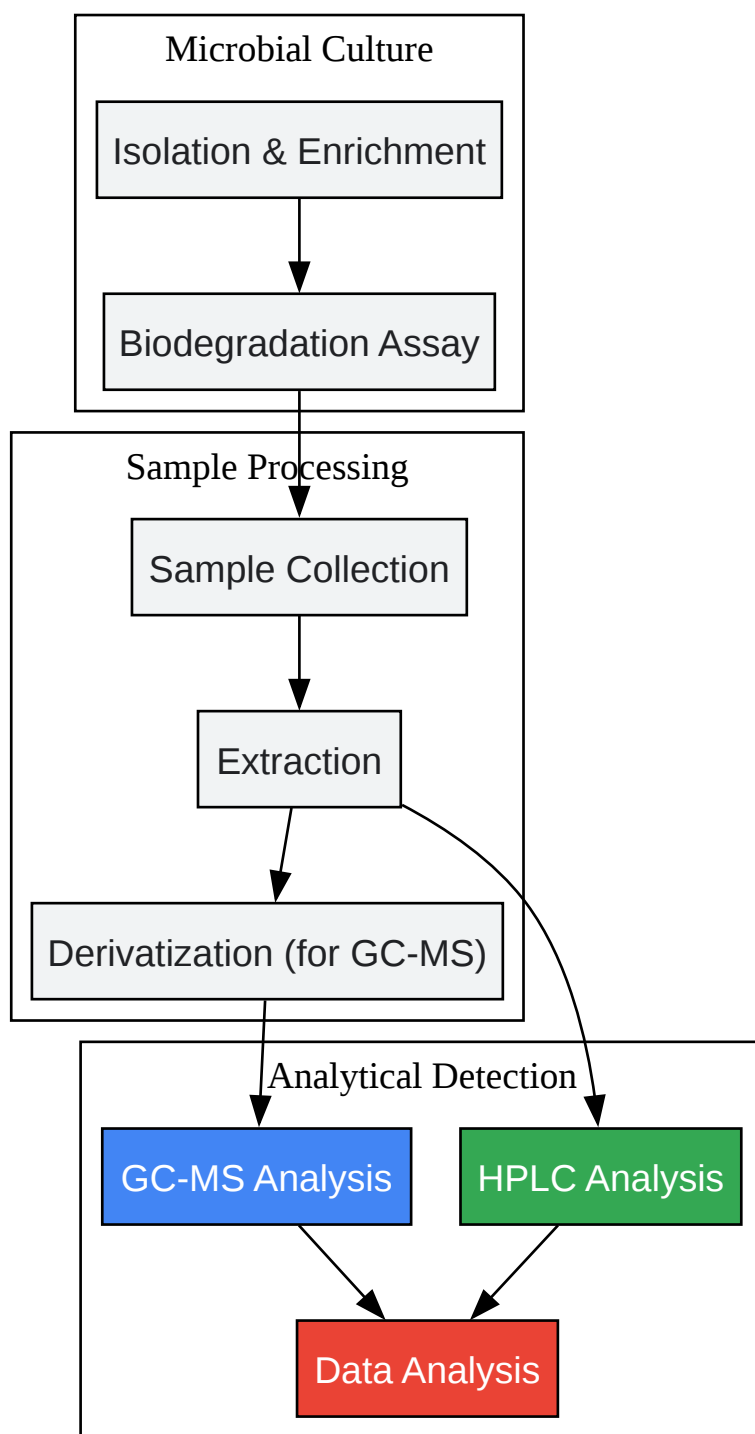 Microbial Culture
Isolation & Enrichment
Biodegradation Assay
Sample Processing
Sample Collection
Extraction
Derivatization (for GC-MS)
Analytical Detection
GC-MS Analysis
HPLC Analysis
Data Analysis